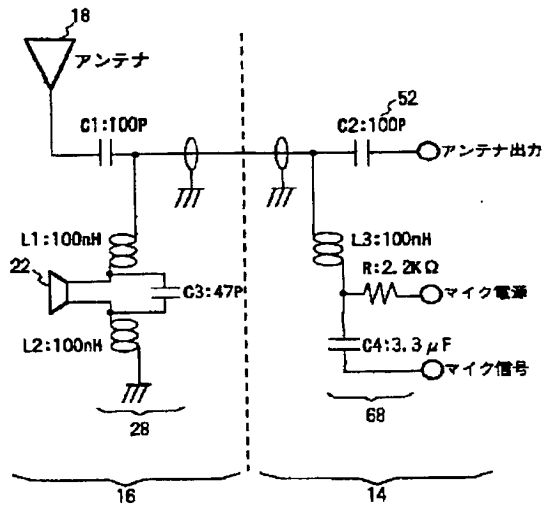 18
アンテナ
C1:100P
52
C2:100P
アンテナ出力
L1:100nH
22
C3:47P
L2:100nH
28
16
L3:100nH
R:2.2KΩ
マイク電源
C4:3.3μF
マイク信号
68
14